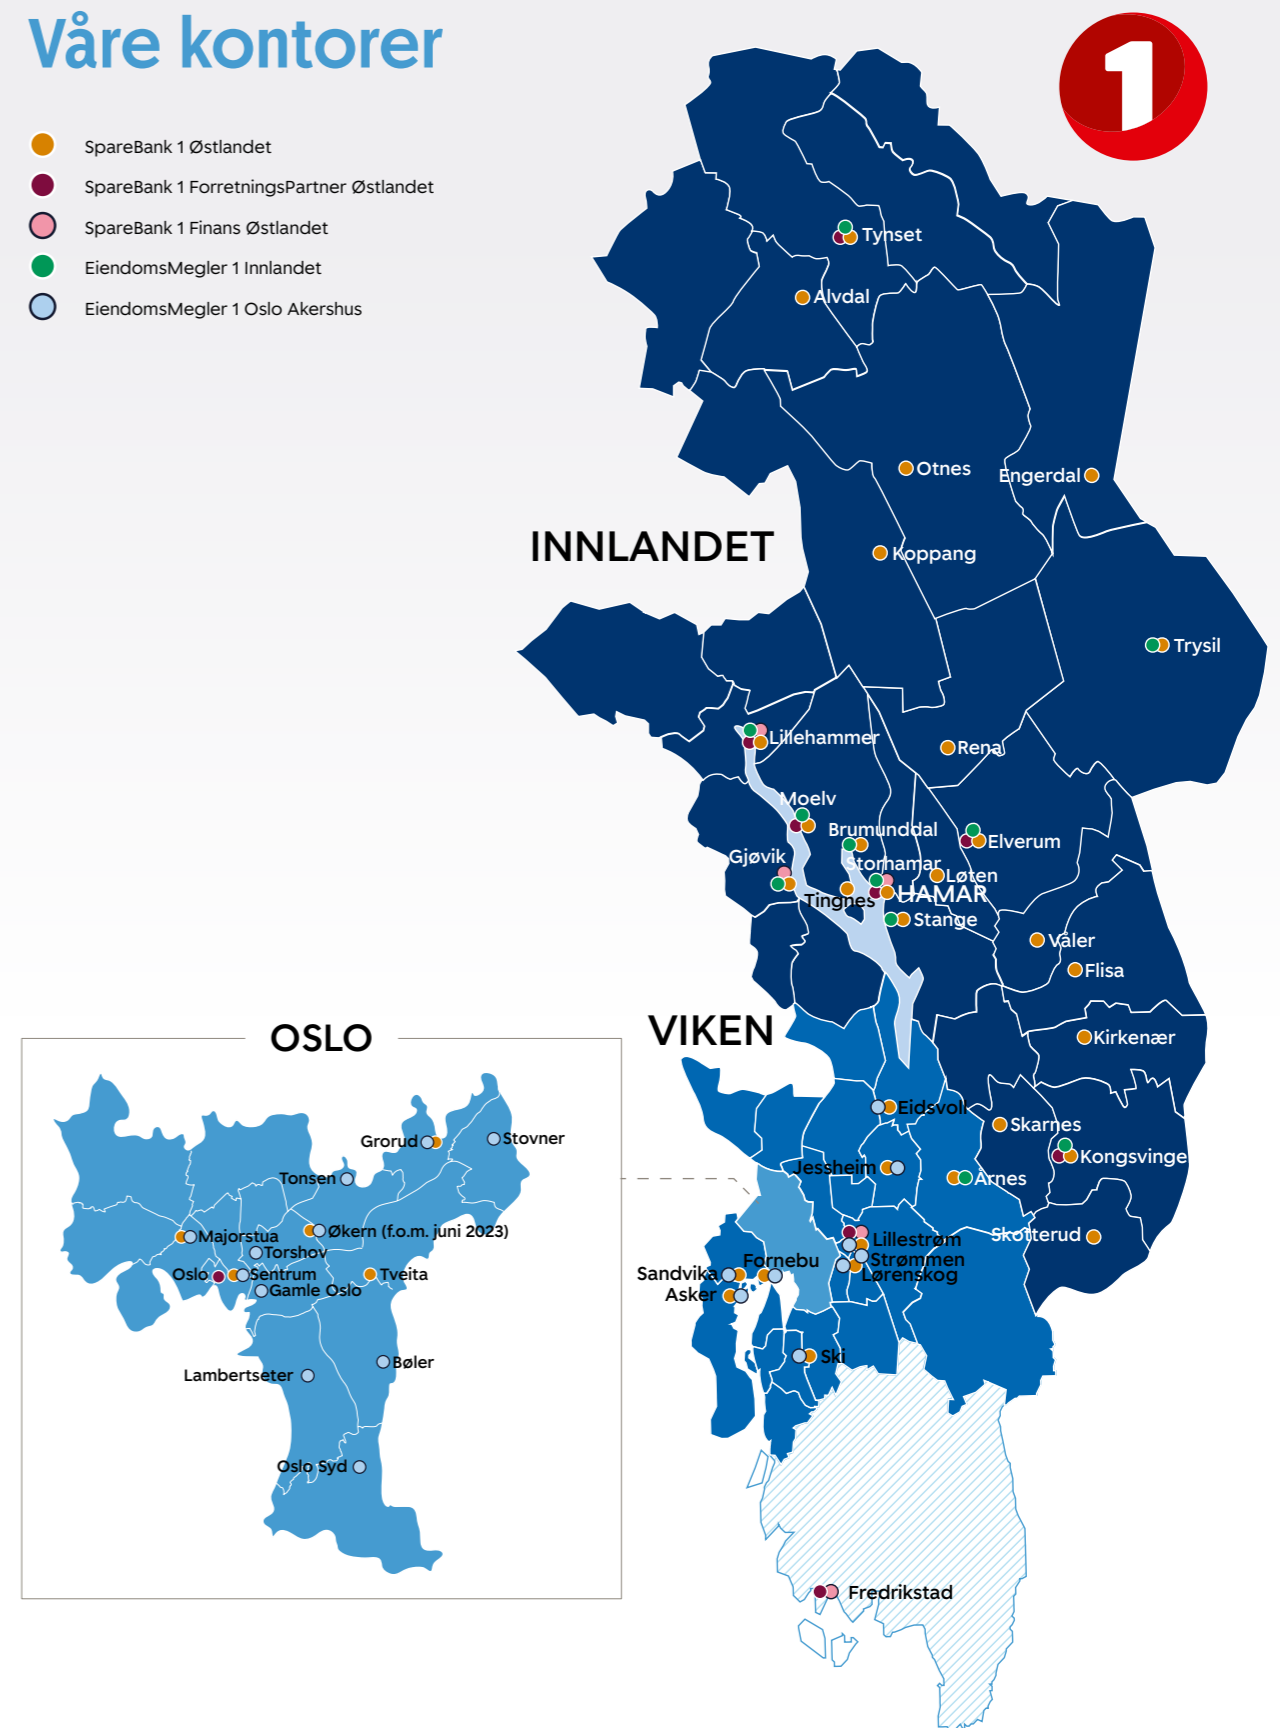 Våre kontorer
1
SpareBank 1 Østlandet
SpareBank 1 ForretningsPartner Østlandet
SpareBank 1 Finans Østlandet
EiendomsMegler 1 Innlandet
EiendomsMegler 1 Oslo Akershus
Tynset
Alvdal
Otnes
Engerdal
INNLANDET
Koppang
Trysil
Lillehammer
Rena
Moelv
Brumunddal
Elverum
Gjøvik
Storhamar
Løten
HAMAR
Tingnes
Stange
Våler
Flisa
VIKEN
Kirkenær
Eidsvoll
Skarnes
Kongsvinge
Jessheim
Årnes
Skotterud
Lillestrøm
Strømmen
Fornebu
Lørenskog
Sandvika
Asker
Ski
Fredrikstad
OSLO
Grorud
Stovner
Tonsen
Økern (f.o.m. juni 2023)
Majorstua
Torshov
Oslo
Sentrum
Tveita
Gamle Oslo
Bøler
Lambertseter
Oslo Syd